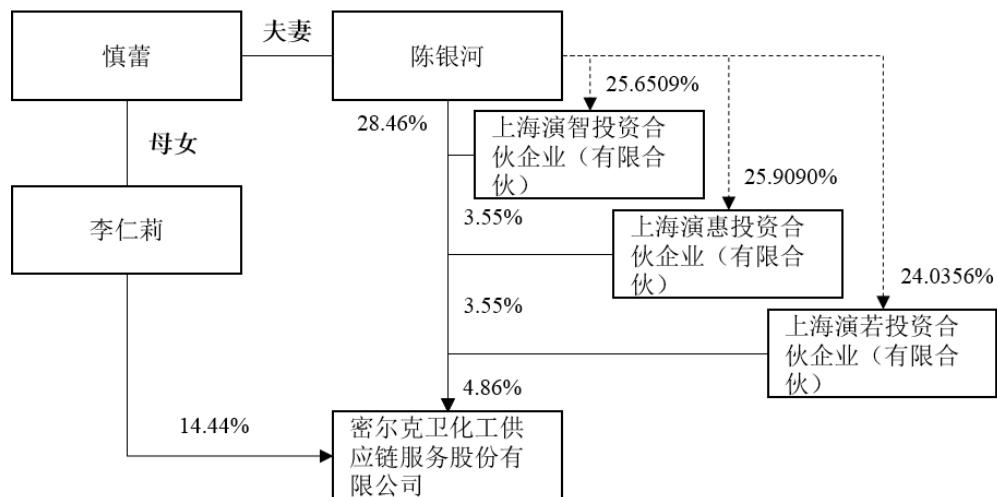 夫妻
慎蕾
陈银河
25.6509%
28.46%
上海演智投资合
伙企业（有限合
伙）
母女
25.9090%
李仁莉
3.55%
上海演惠投资合
伙企业（有限合
伙）
24.0356%
3.55%
上海演若投资合
伙企业（有限合
伙）
4.86%
14.44%
密尔克卫化工供
应链服务股份有
限公司